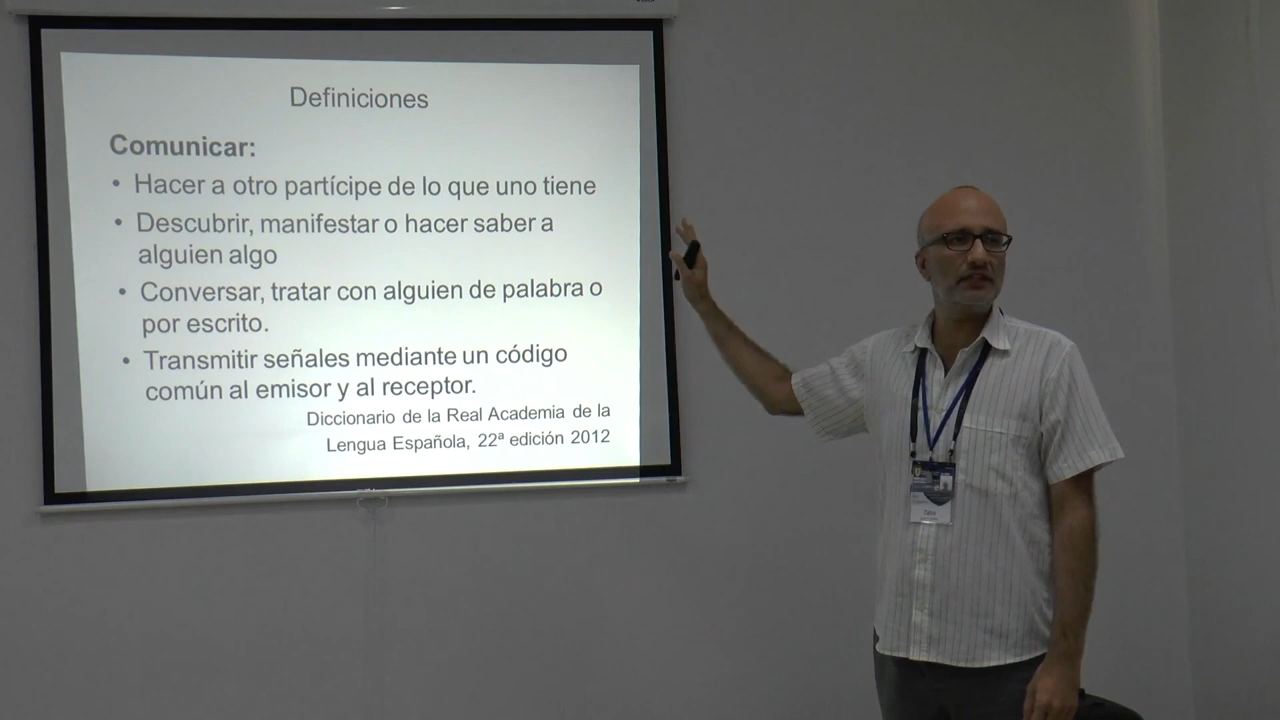 Definiciones
Comunicar:
• Hacer a otro partícipe de lo que uno tiene
• Descubrir, manifestar o hacer saber a
alguien algo
• Conversar, tratar con alguien de palabra o
por escrito.
• Transmitir señales mediante un código
común al emisor y al receptor.
Diccionario de la Real Academia de la
Lengua Española, 22ª edición 2012